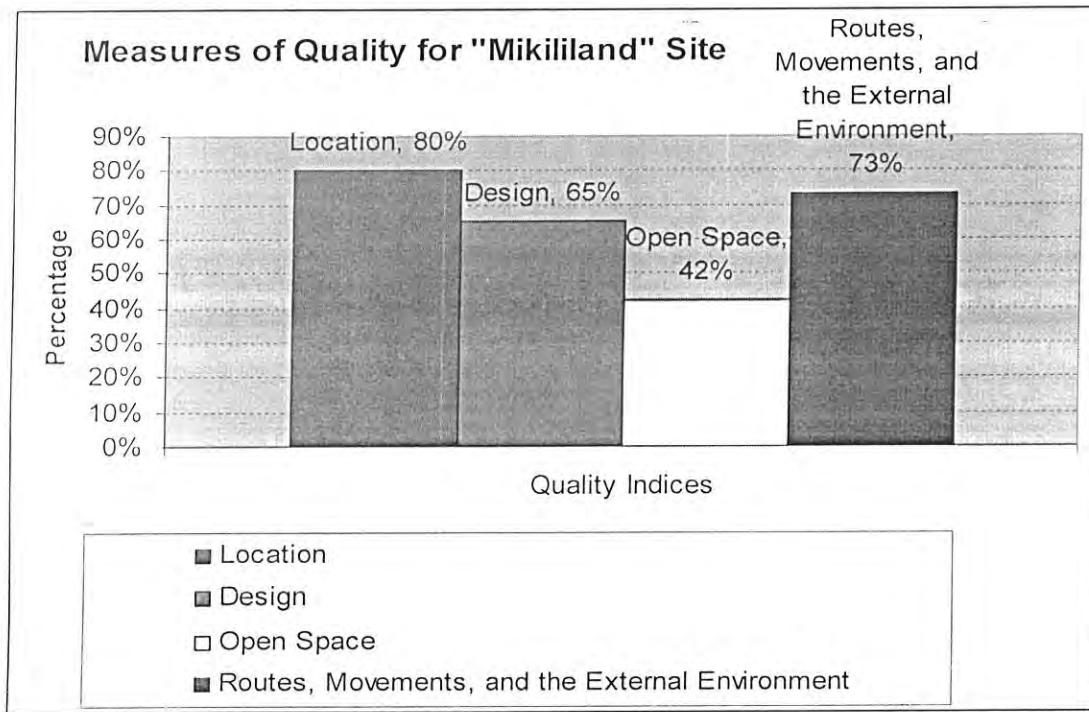 Measures of Quality for "Mikililand" Site
Routes,
Movements, and
the External
Environment,
73%
Location, 80%
Design, 65%
Open Space,
42%
90%
80%
70%
60%
50%
40%
30%
20%
10%
0%
Percentage
Quality Indices
Location
Design
Open Space
Routes, Movements, and the External Environment